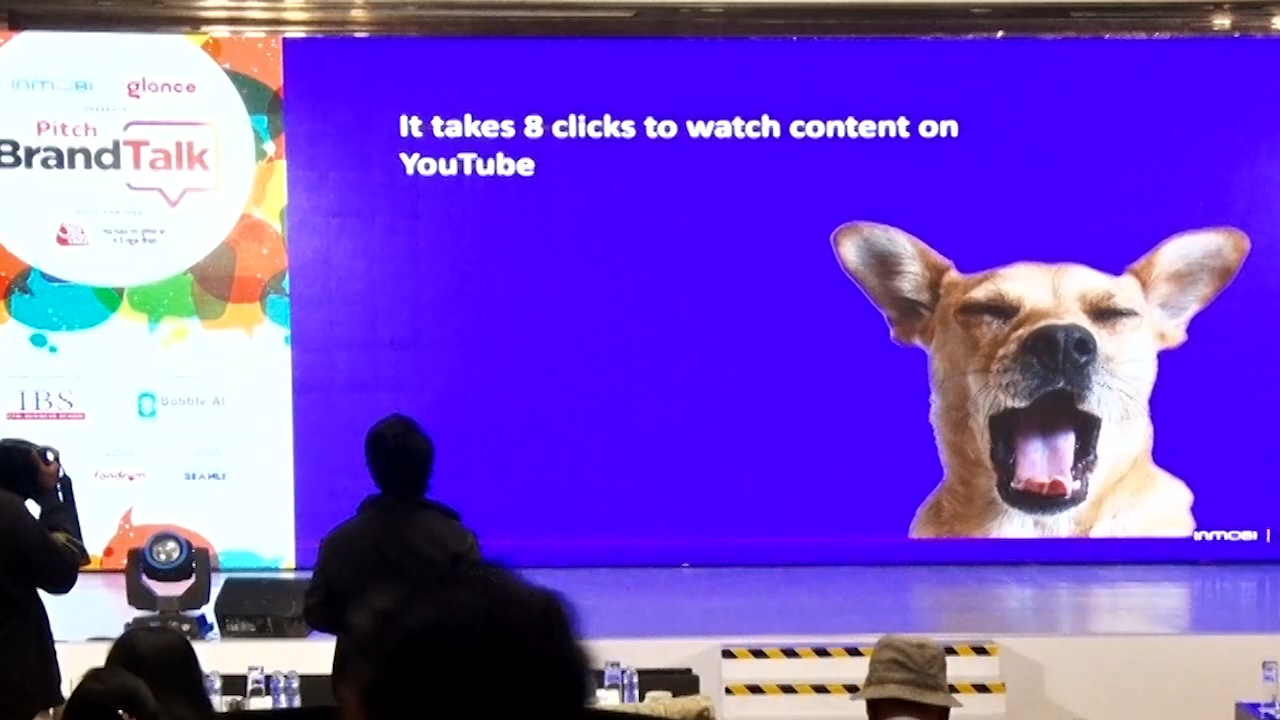 INMOBI glance
Pitch
BrandTalk
It takes 8 clicks to watch content on
YouTube
IBS
Bobble AI
INMOBI |